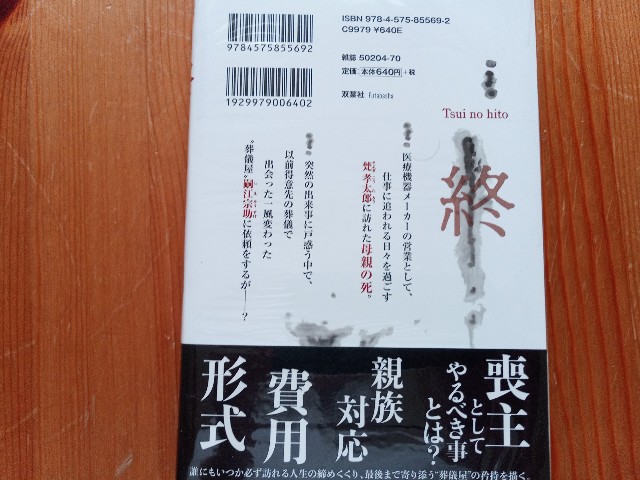 ISBN 978-4-575-85569-2
C9979 ¥640E
9784575855692
雑誌 50204-70
定価 本体640円 +税
1929979006402
双葉社 Futabasha
Tsui no hito
終
医療機器メーカーの営業として、
仕事に追われる日々を過ごす
梵孝太郎に訪れた母親の死。
突然の出来事に戸惑う中で、
以前得意先の葬儀で
出会った一風変わった
“葬儀屋”嗣江宗助に依頼をするが――?
喪主
として
やるべき事
とは?
親族
対応
費用
形式
誰にもいつか必ず訪れる人生の締めくくり、最後まで寄り添う“葬儀屋”の矜持を描く。